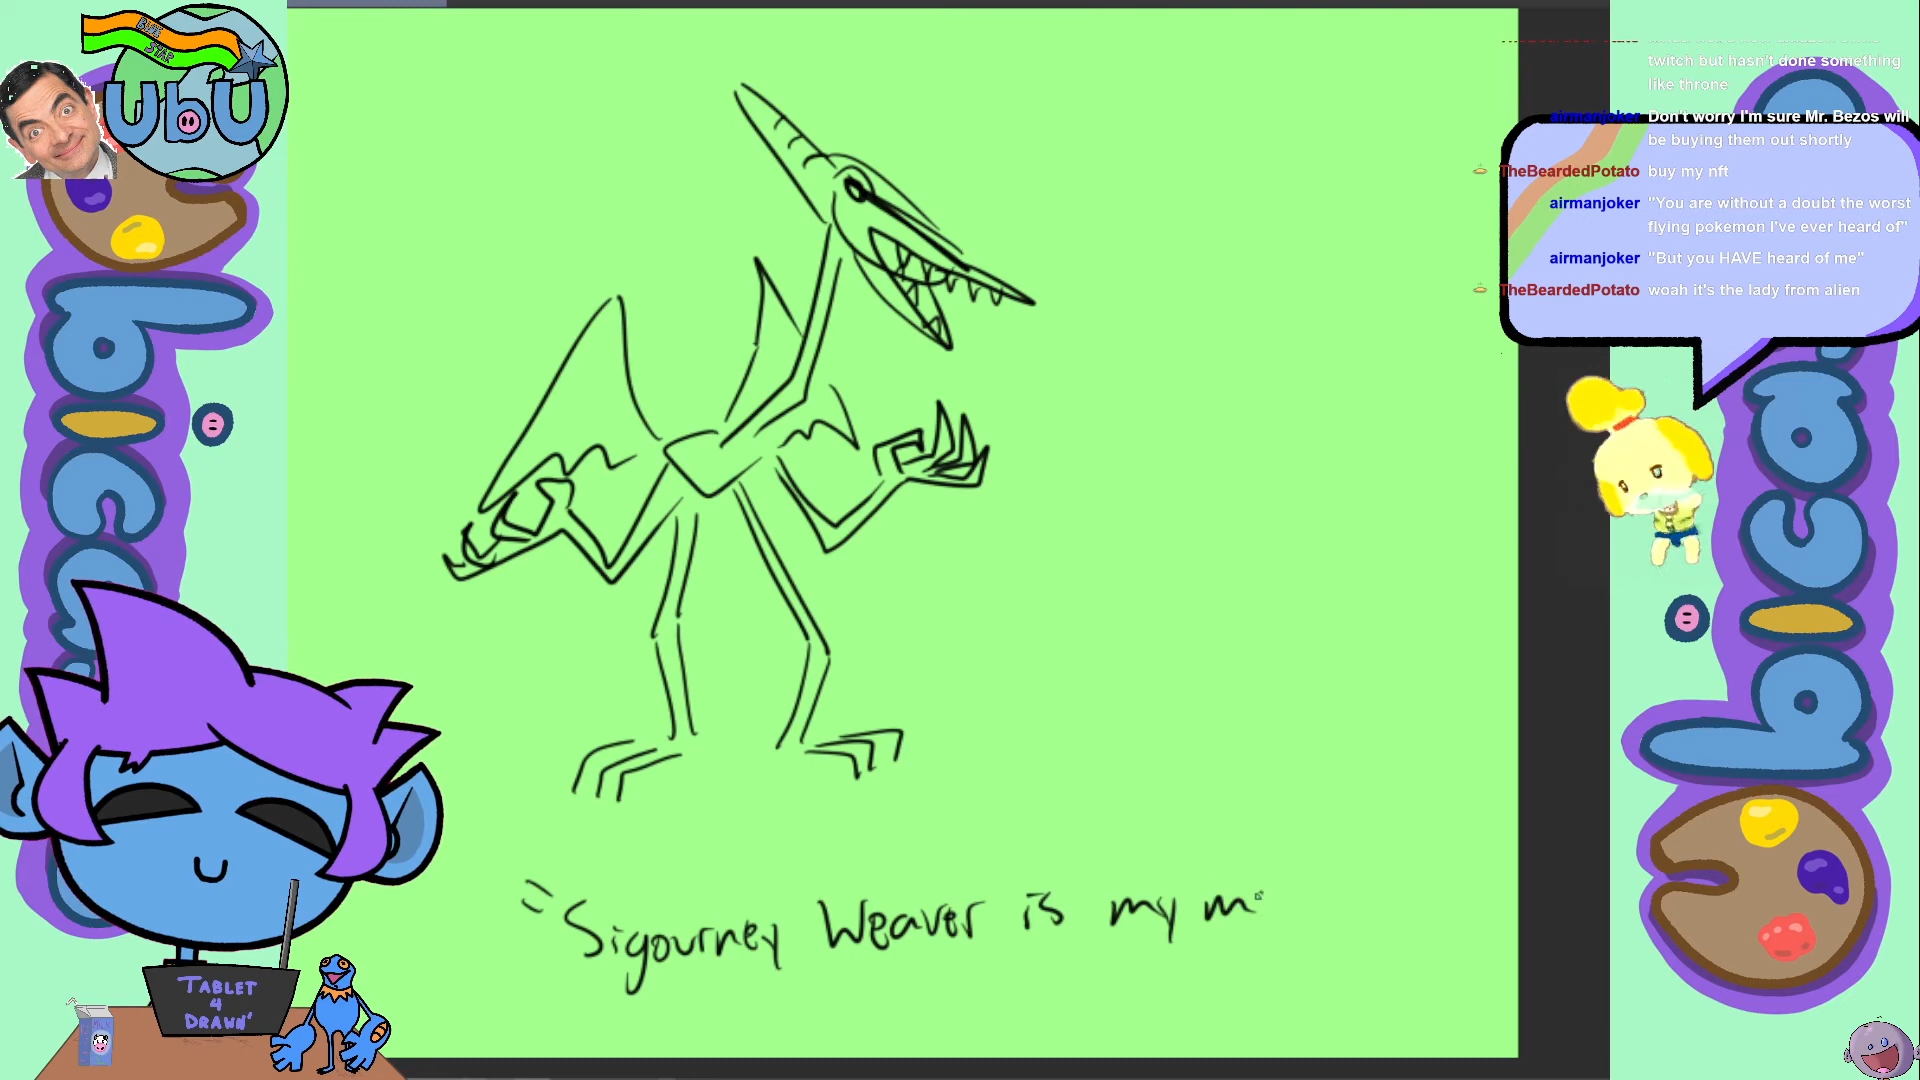 BLUE
STAR
UbU
twitch but hasn't done something
like throne
airmanjoker Don't worry I'm sure Mr. Bezos will
be buying them out shortly
TheBeardedPotato buy my nft
airmanjoker "You are without a doubt the worst
flying pokemon I've ever heard of"
airmanjoker "But you HAVE heard of me"
TheBeardedPotato woah it's the lady from alien
"Sigourney Weaver is my m
TABLET
4
DRAWN'